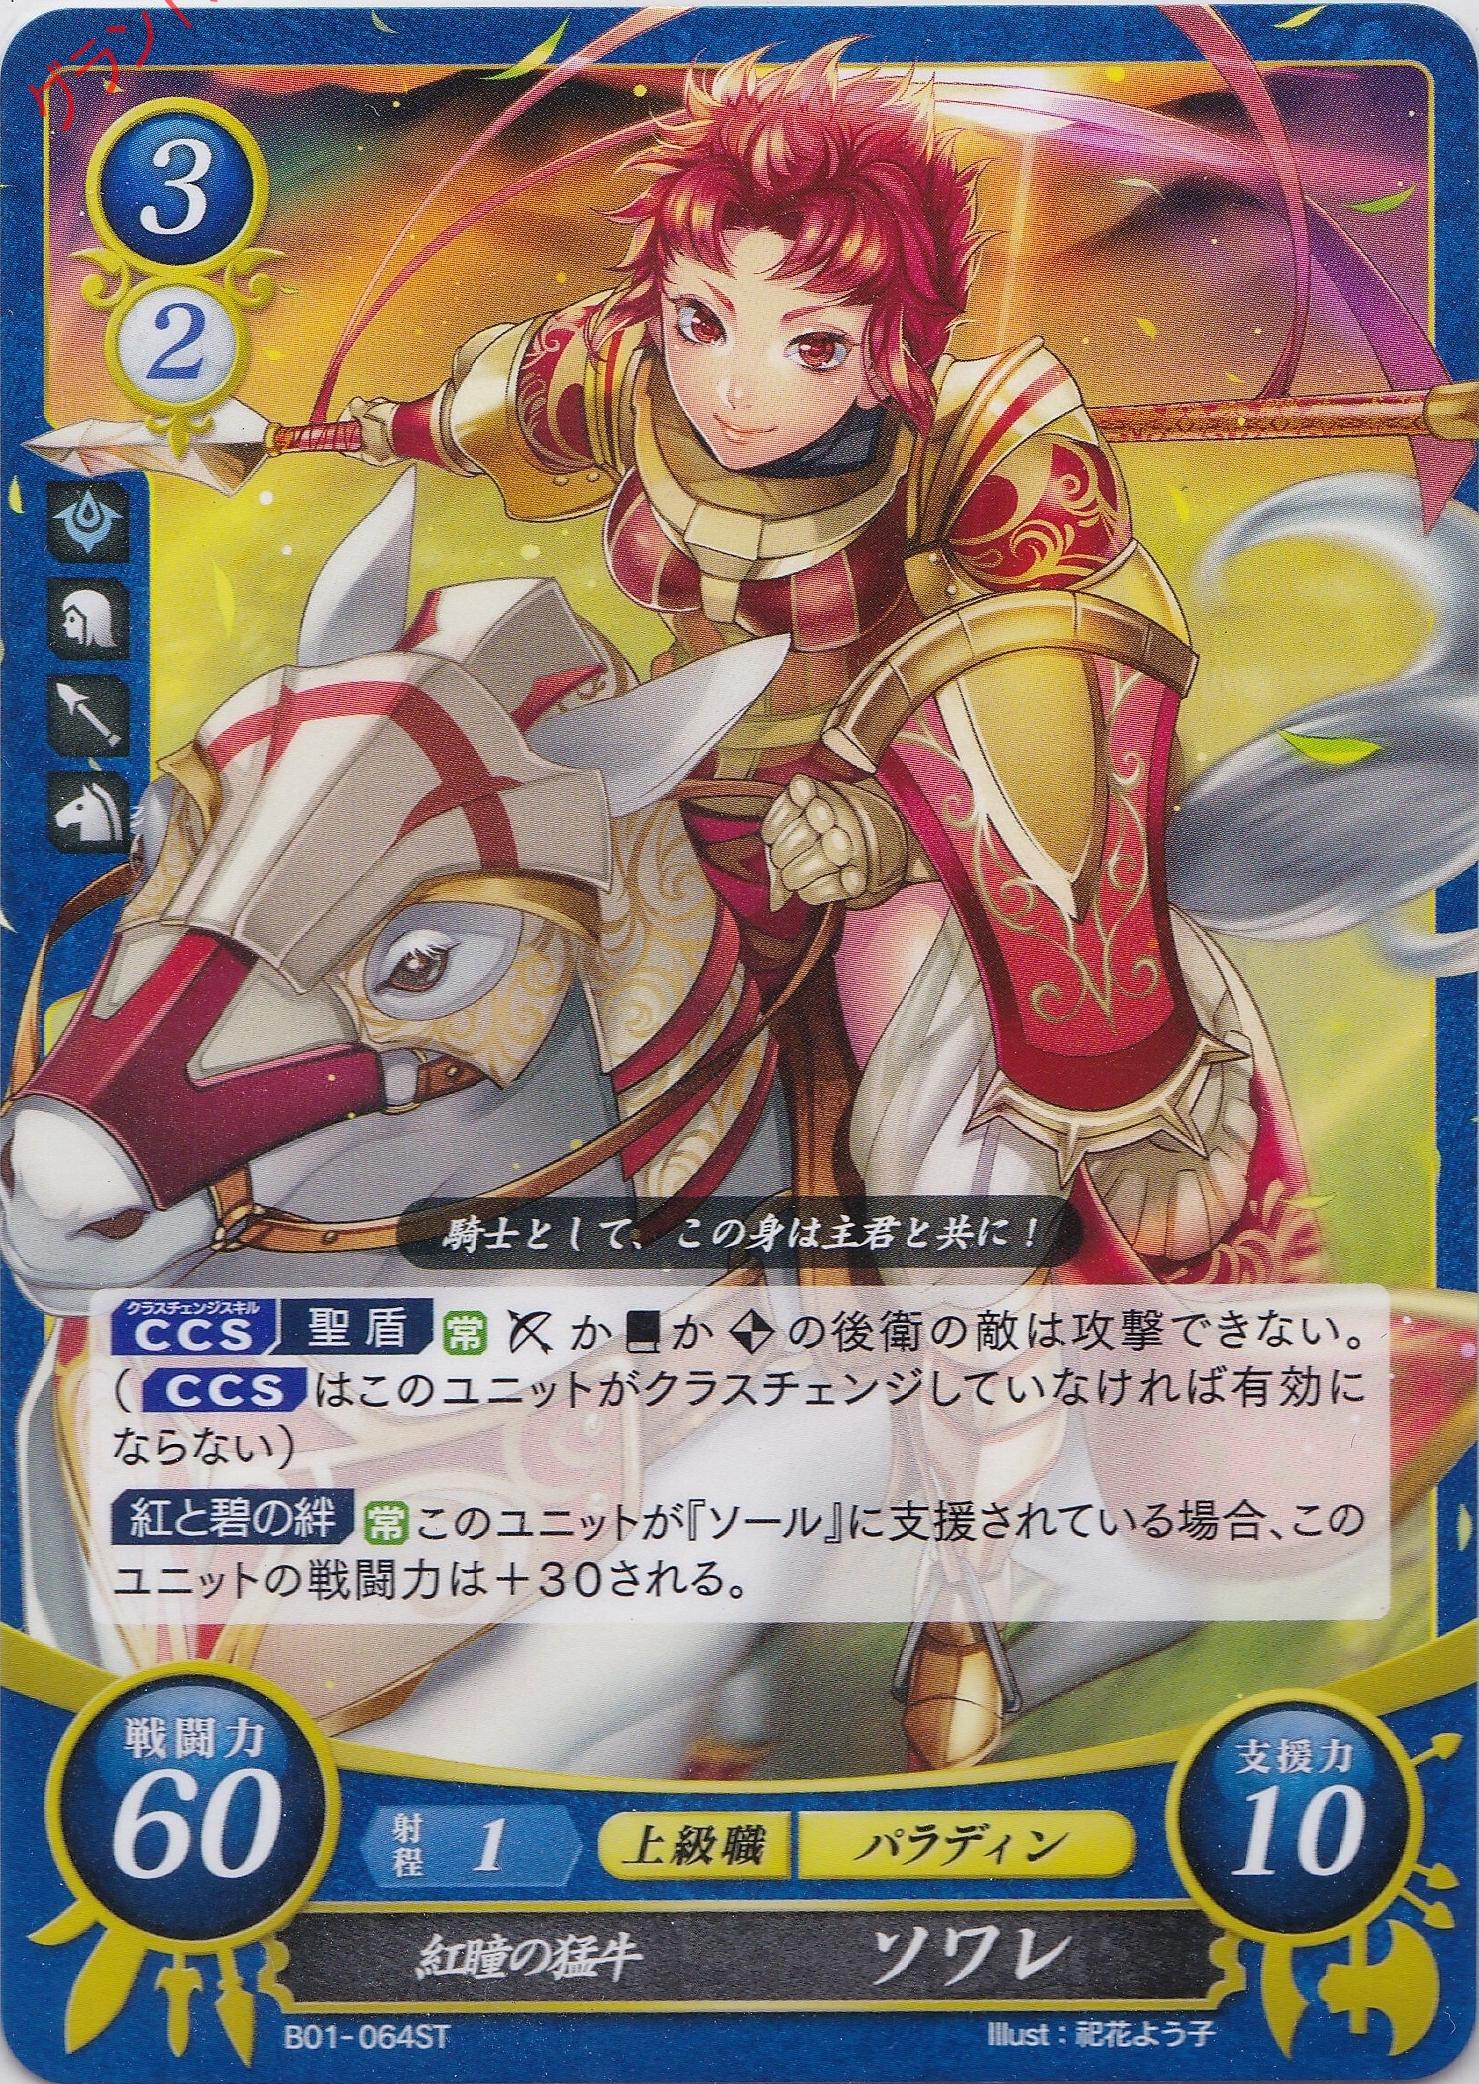 グラン
3
2
騎士として、この身は主君と共に！
クラスチェンジスキル
CCS 聖盾 常 か か の後衛の敵は攻撃できない。
（CCSはこのユニットがクラスチェンジしていなければ有効に
ならない）
紅と碧の絆 常 このユニットが『ソール』に支援されている場合、この
ユニットの戦闘力は＋30される。
戦闘力
60
射程 1
上級職 パラディン
支援力
10
紅瞳の猛牛 ソワレ
B01-064ST
Illust：祀花よう子